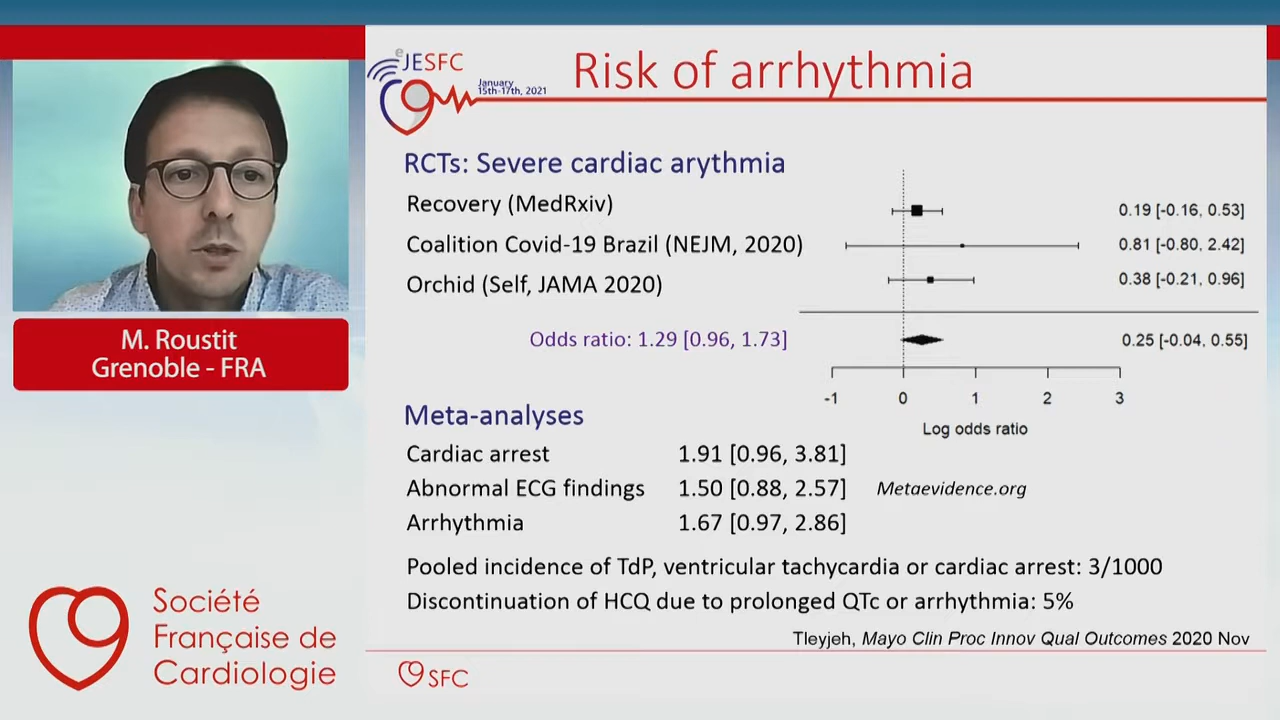 eJESFC
January
15th-17th, 2021
Risk of arrhythmia
RCTs: Severe cardiac arythmia
Recovery (MedRxiv)
0.19 [-0.16, 0.53]
Coalition Covid-19 Brazil (NEJM, 2020)
0.81 [-0.80, 2.42]
Orchid (Self, JAMA 2020)
0.38 [-0.21, 0.96]
Odds ratio: 1.29 [0.96, 1.73]
0.25 [-0.04, 0.55]
-1 0 1 2 3
Log odds ratio
Meta-analyses
Cardiac arrest 1.91 [0.96, 3.81]
Abnormal ECG findings 1.50 [0.88, 2.57] Metaevidence.org
Arrhythmia 1.67 [0.97, 2.86]
Pooled incidence of TdP, ventricular tachycardia or cardiac arrest: 3/1000
Discontinuation of HCQ due to prolonged QTc or arrhythmia: 5%
Tleyjeh, Mayo Clin Proc Innov Qual Outcomes 2020 Nov
SFC
M. Roustit
Grenoble - FRA
Société
Française de
Cardiologie